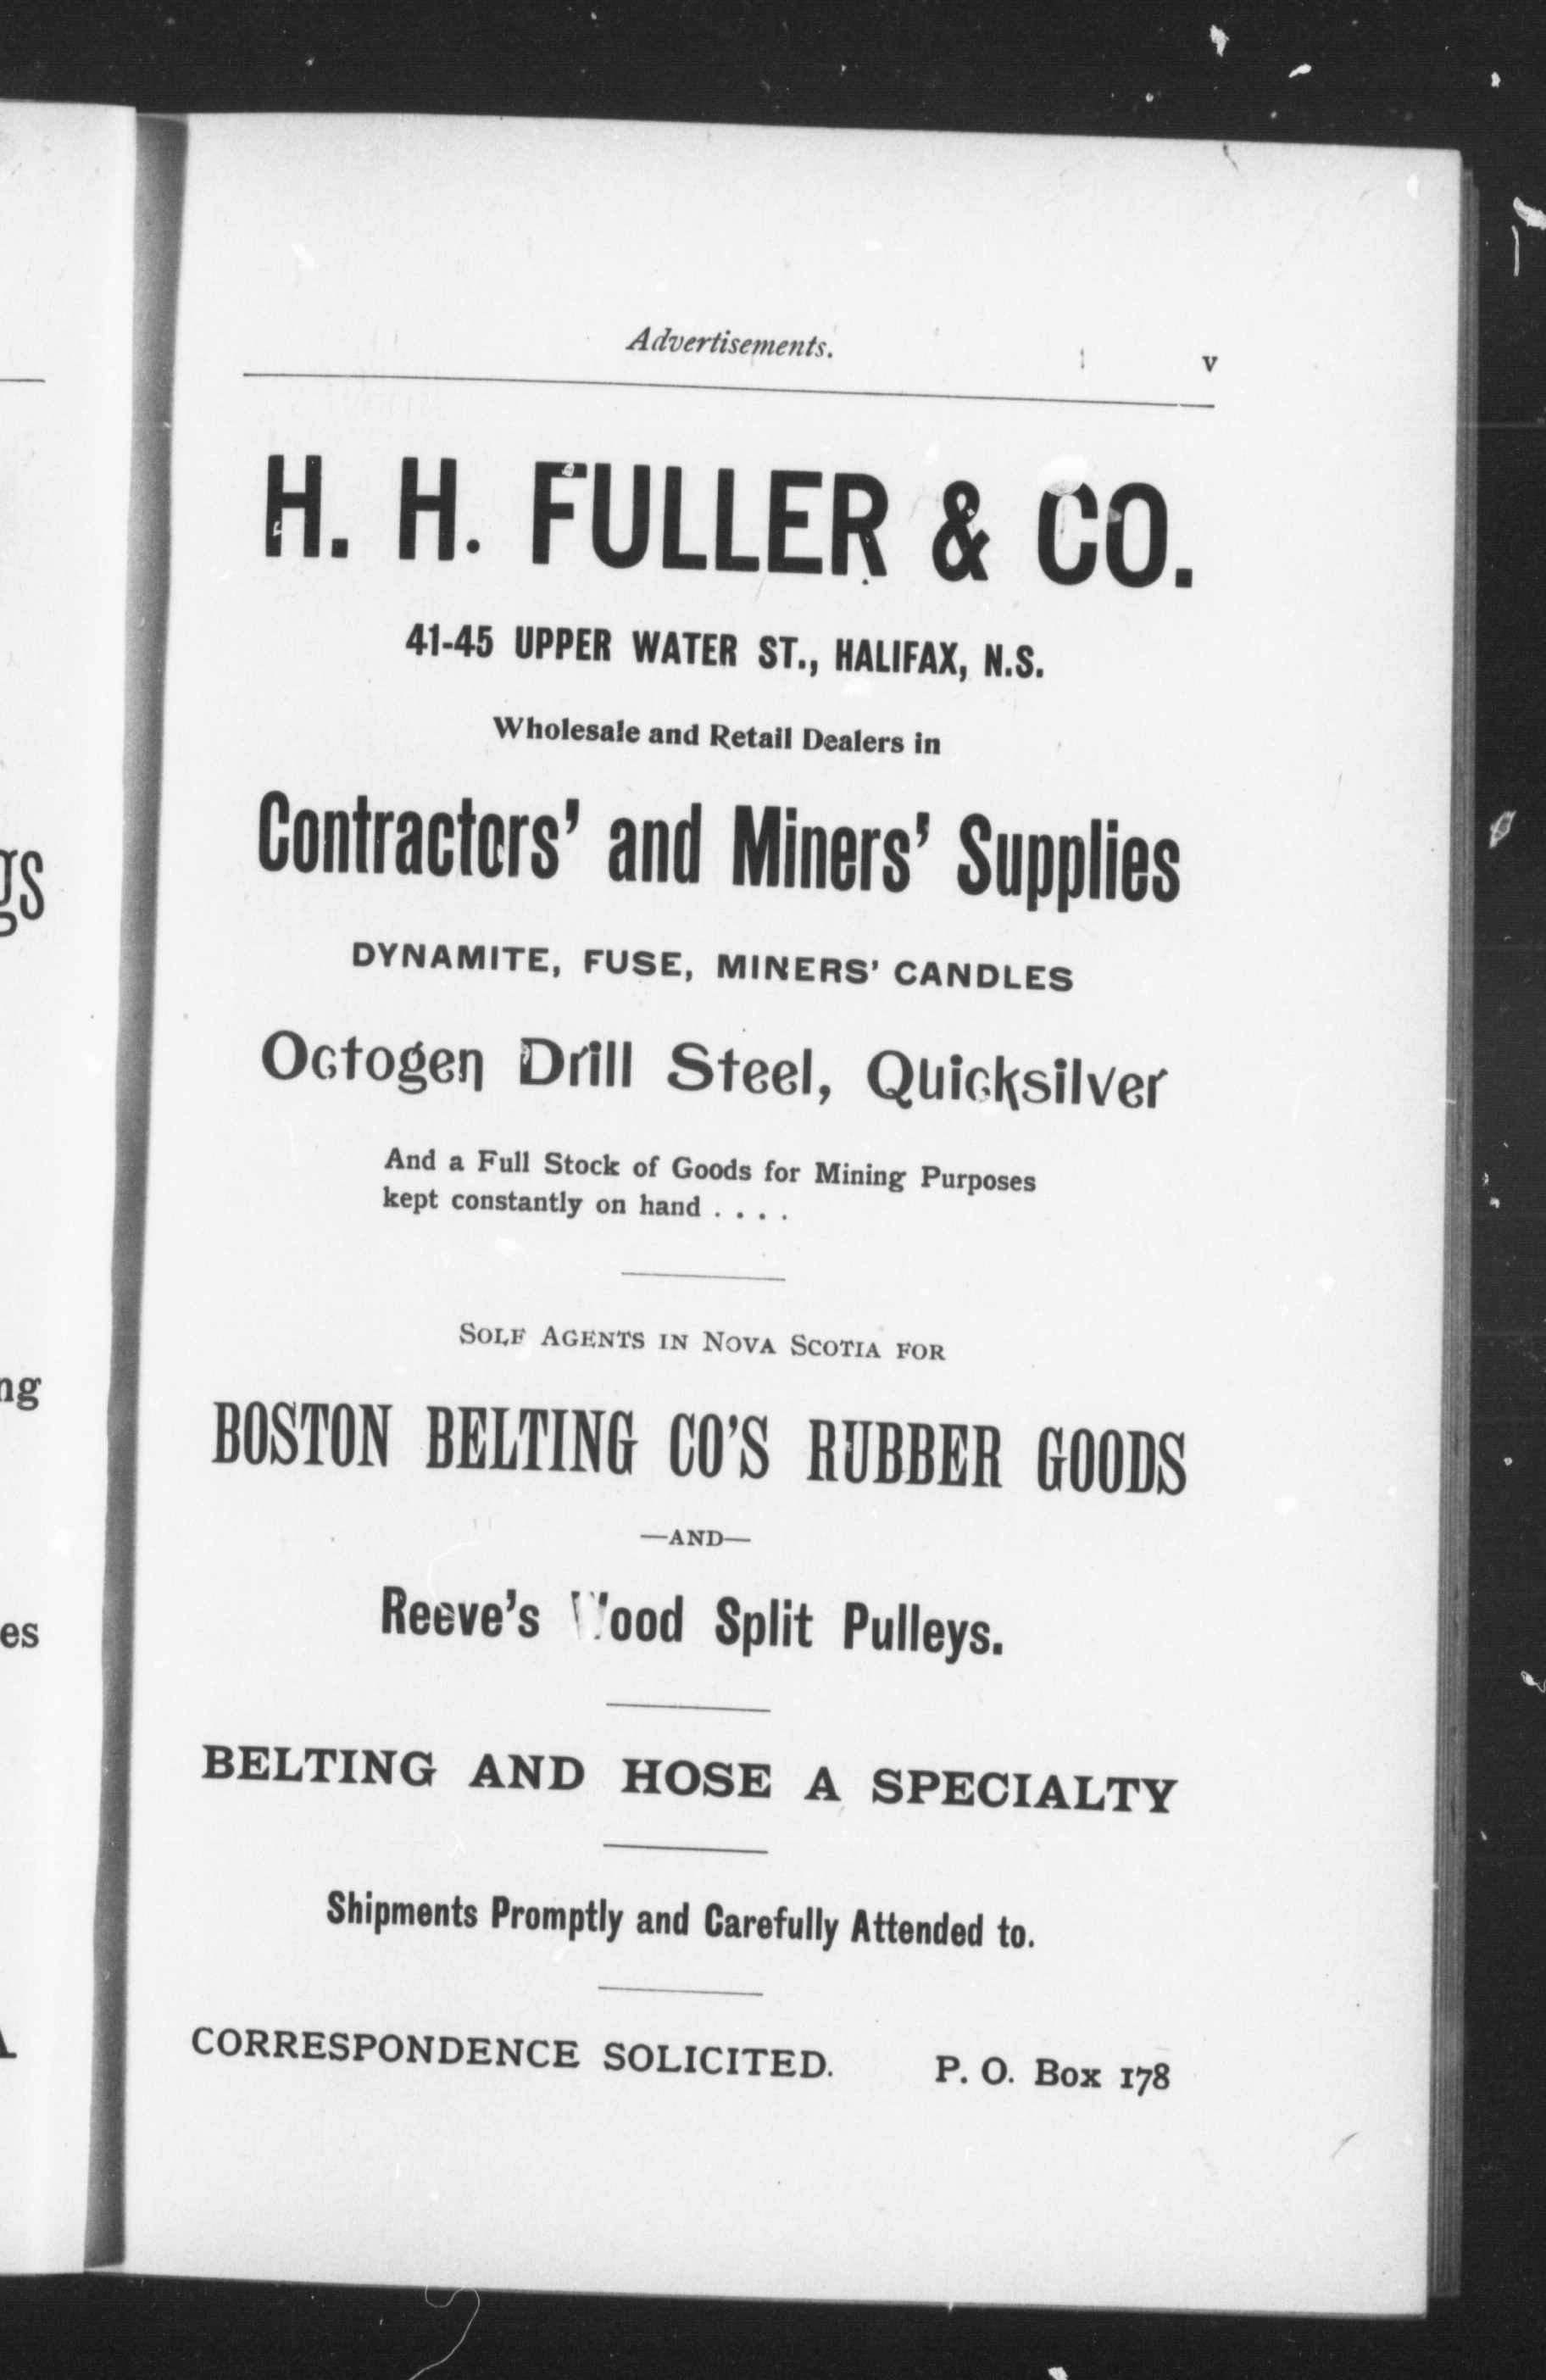 Advertisements. v
H. H. FULLER & CO.
41-45 UPPER WATER ST., HALIFAX, N.S.
Wholesale and Retail Dealers in
Contractors' and Miners' Supplies
DYNAMITE, FUSE, MINERS' CANDLES
Octogen Drill Steel, Quicksilver
And a Full Stock of Goods for Mining Purposes
kept constantly on hand . . . .
SOLE AGENTS IN NOVA SCOTIA FOR
BOSTON BELTING CO'S RUBBER GOODS
—AND—
Reeve's Wood Split Pulleys.
BELTING AND HOSE A SPECIALTY
Shipments Promptly and Carefully Attended to.
CORRESPONDENCE SOLICITED. P. O. Box 178